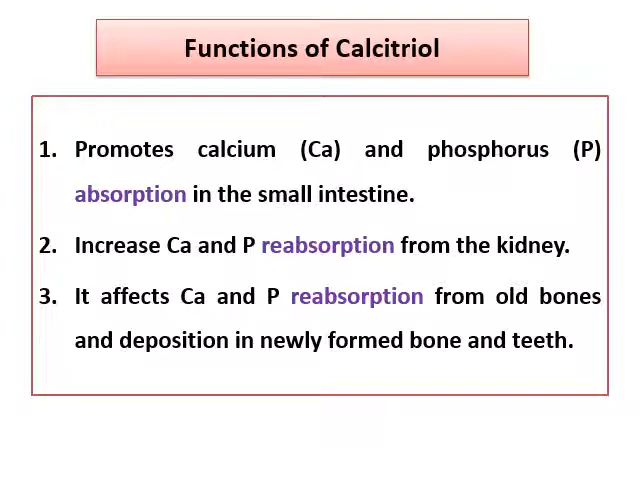 Functions of Calcitriol
1. Promotes calcium (Ca) and phosphorus (P)
absorption in the small intestine.
2. Increase Ca and P reabsorption from the kidney.
3. It affects Ca and P reabsorption from old bones
and deposition in newly formed bone and teeth.